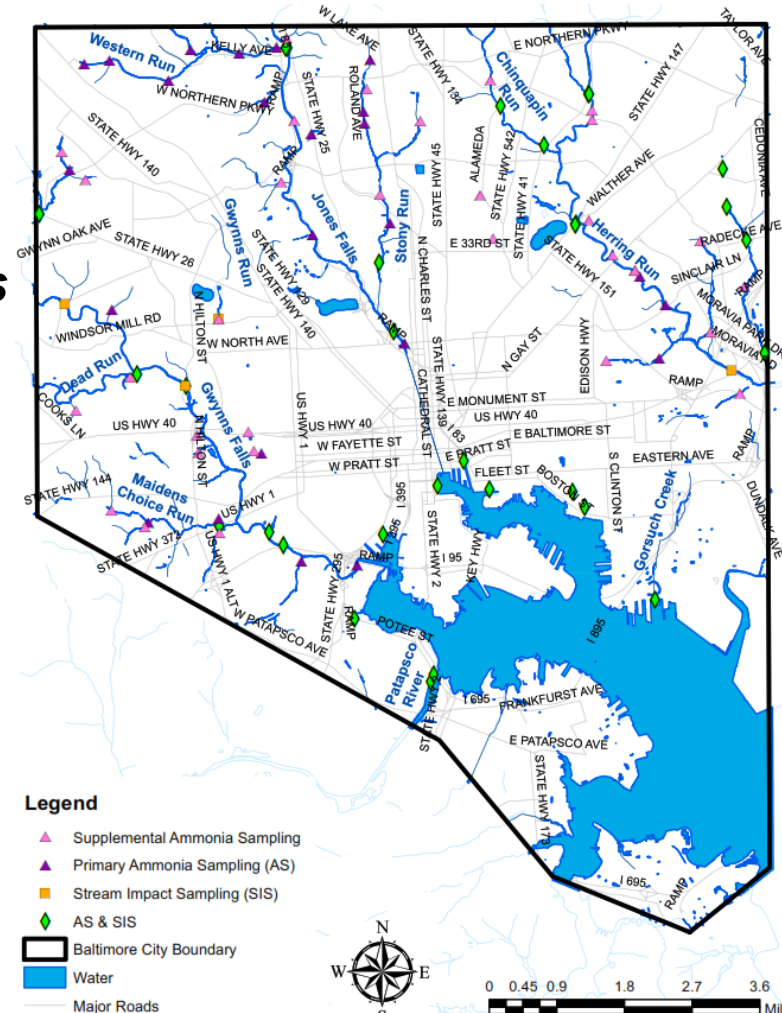 W LAKE AVE
TAYLOR AVE
Western Run
KELLY AVE
I 83
E NORTHERN PKWY
STATE HWY 147
STATE HWY 134
Chinquapin
Run
W NORTHERN PKWY
RAMP
ROLAND AVE
STATE HWY 25
STATE HWY 140
RAMP
STATE HWY 45
ALAMEDA
STATE HWY 542
CEDONIA AVE
WALTHER AVE
STATE HWY 41
GWYNN OAK AVE
Gwynns
Run
Jones Falls
Stony Run
Herring Run
RADECKE AVE
STATE HWY 26
E 33RD ST
N CHARLES ST
SINCLAIR LN
STATE HWY 129
STATE HWY 140
STATE HWY 151
RAMP
s
MORAVIA PARK DR
MORAVIA RD
WINDSOR MILL RD
N HILTON ST
W NORTH AVE
RAMP
N GAY ST
EDISON HWY
STATE HWY 139
CATHEDRAL ST
Dead Run
RAMP
COOKS LN
Gwynns
Falls
E MONUMENT ST
US HWY 40
US HWY 40
N HILTON ST
US HWY 1
US HWY 40
I 83
E BALTIMORE ST
W FAYETTE ST
E PRATT ST
RAMP
W PRATT ST
EASTERN AVE
FLEET ST
BOSTON ST
S CLINTON ST
Gorsuch Creek
DUNDALK AVE
STATE HWY 144
Maidens
Choice Run
US HWY 1
I 395
I 395
STATE HWY 372
STATE HWY 2
KEY HWY
RAMP
I 95
US HWY 1 ALT
STATE HWY 295
W PATAPSCO AVE
RAMP
POTEE ST
I 895
Patapsco
River
STATE HWY 2
I 695
FRANKFURST AVE
E PATAPSCO AVE
STATE HWY 173
I 695
RAMP
Legend
Supplemental Ammonia Sampling
Primary Ammonia Sampling (AS)
Stream Impact Sampling (SIS)
AS & SIS
Baltimore City Boundary
Water
Major Roads
N
W E
0 0.45 0.9 1.8 2.7 3.6
Mil